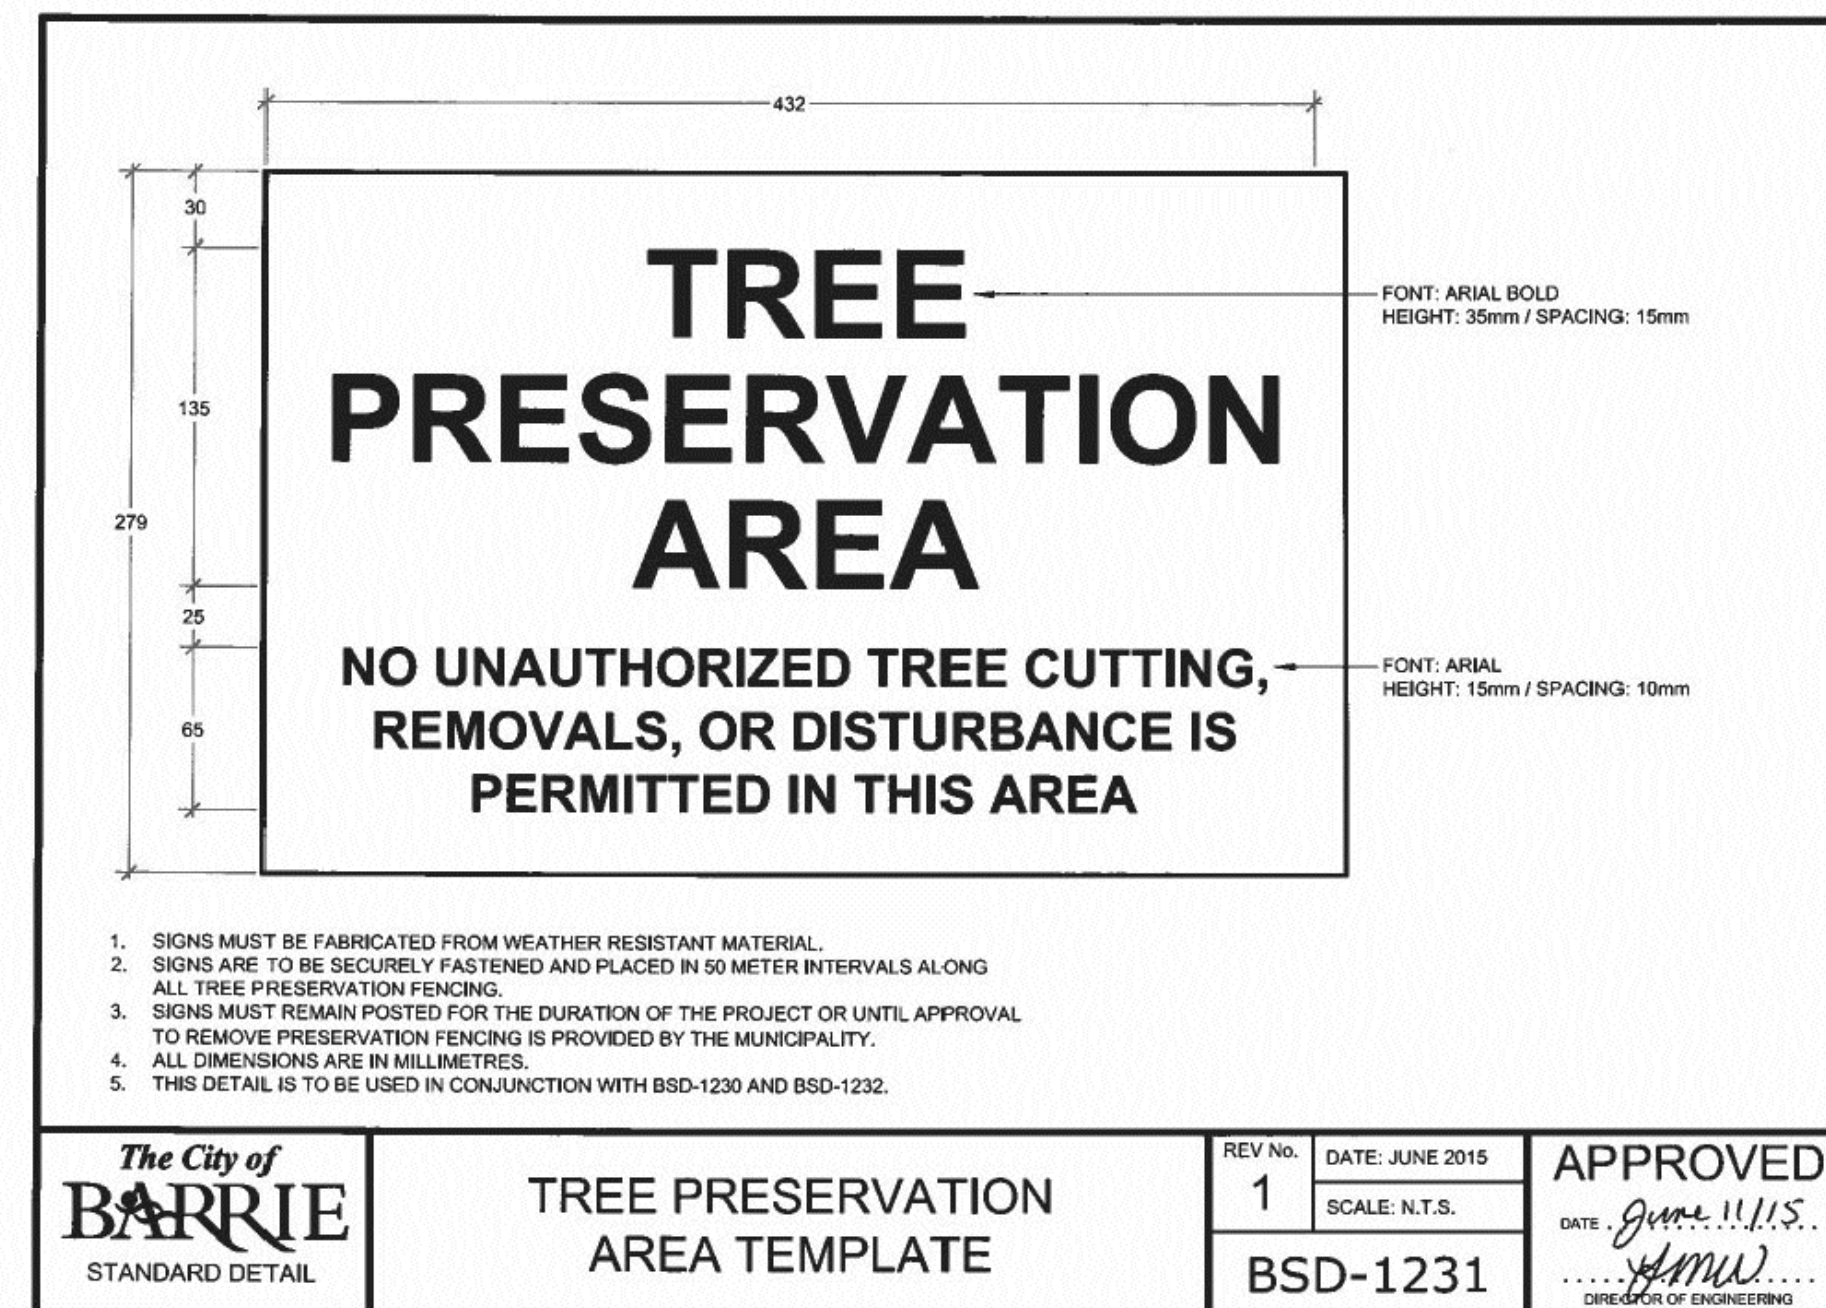 432
30
TREE
FONT: ARIAL BOLD
HEIGHT: 35mm / SPACING: 15mm
135
PRESERVATION
279
AREA
25
NO UNAUTHORIZED TREE CUTTING,
FONT: ARIAL
HEIGHT: 15mm / SPACING: 10mm
65
REMOVALS, OR DISTURBANCE IS
PERMITTED IN THIS AREA
1. SIGNS MUST BE FABRICATED FROM WEATHER RESISTANT MATERIAL.
2. SIGNS ARE TO BE SECURELY FASTENED AND PLACED IN 50 METER INTERVALS ALONG
ALL TREE PRESERVATION FENCING.
3. SIGNS MUST REMAIN POSTED FOR THE DURATION OF THE PROJECT OR UNTIL APPROVAL
TO REMOVE PRESERVATION FENCING IS PROVIDED BY THE MUNICIPALITY.
4. ALL DIMENSIONS ARE IN MILLIMETRES.
5. THIS DETAIL IS TO BE USED IN CONJUNCTION WITH BSD-1230 AND BSD-1232.
The City of
BARRIE
STANDARD DETAIL
TREE PRESERVATION
AREA TEMPLATE
REV No.
1
DATE: JUNE 2015
SCALE: N.T.S.
BSD-1231
APPROVED
DATE June 11/15
DIRECTOR OF ENGINEERING